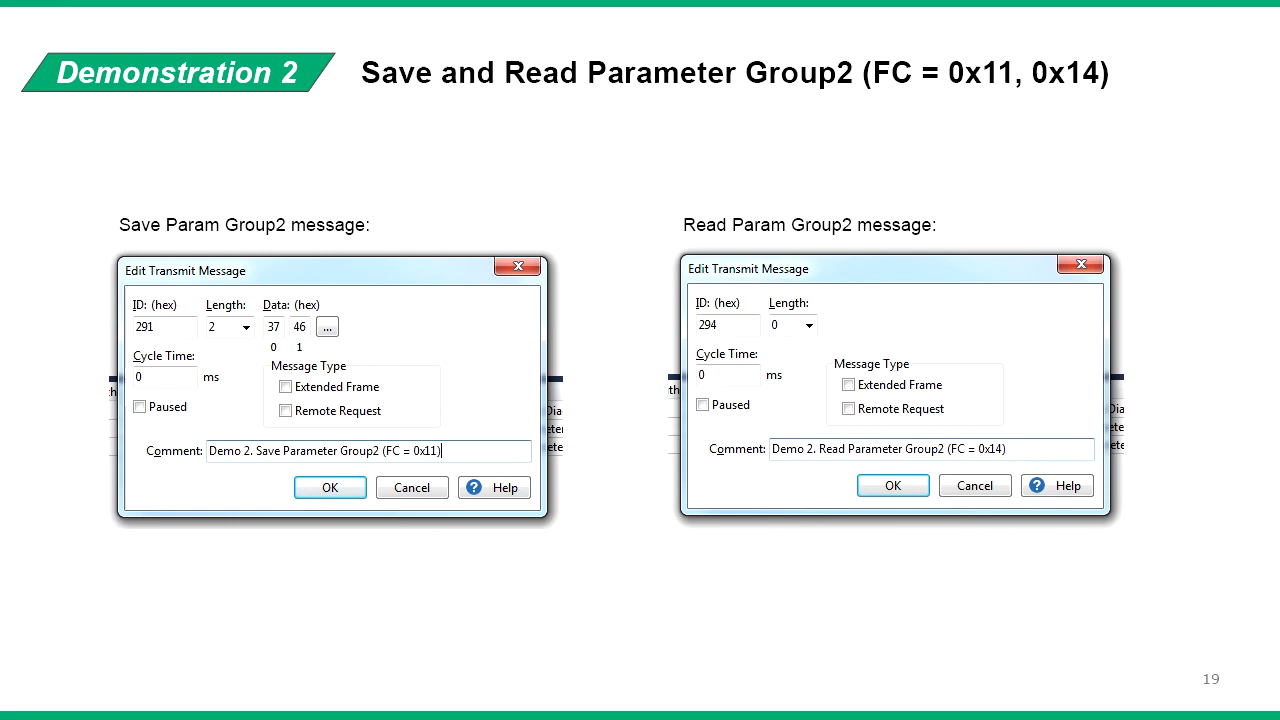 Demonstration 2
Save and Read Parameter Group2 (FC = 0x11, 0x14)
Save Param Group2 message:
Edit Transmit Message
ID: (hex) Length: Data: (hex)
291 2 37 46 ...
0 1
Cycle Time:
0 ms
Message Type
Extended Frame
Paused
Remote Request
Comment: Demo 2. Save Parameter Group2 (FC = 0x11)
OK Cancel Help
Read Param Group2 message:
Edit Transmit Message
ID: (hex) Length:
294 0
Cycle Time:
0 ms
Message Type
Extended Frame
Paused
Remote Request
Comment: Demo 2. Read Parameter Group2 (FC = 0x14)
OK Cancel Help
19